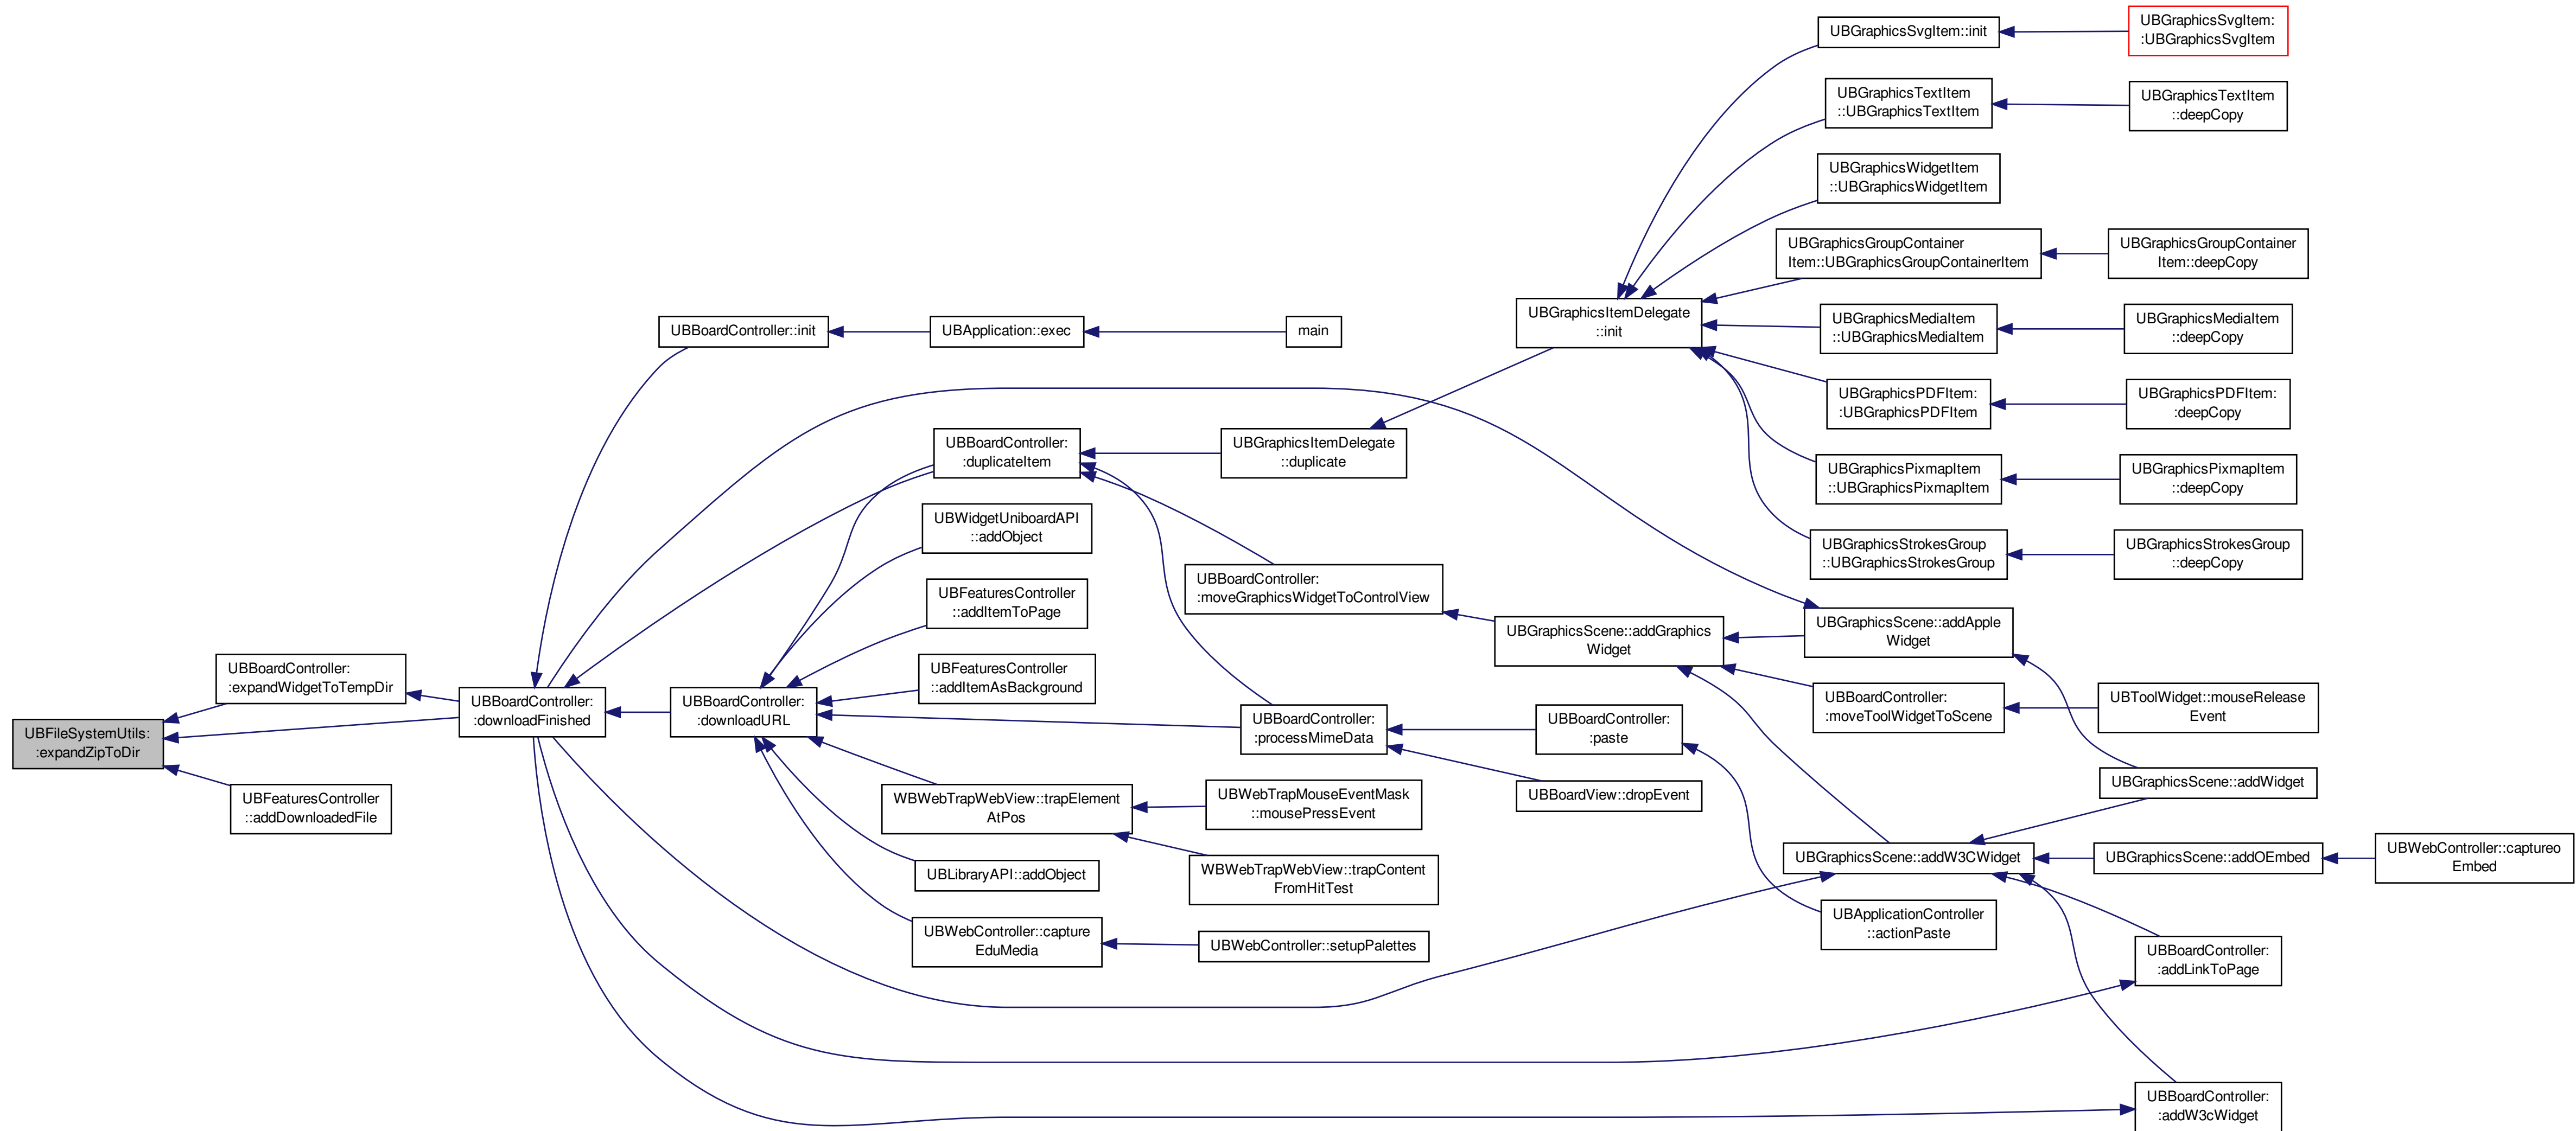 UBGraphicsSvgItem::init
UBGraphicsSvgItem:
:UBGraphicsSvgItem
UBGraphicsTextItem
::UBGraphicsTextItem
UBGraphicsTextItem
::deepCopy
UBGraphicsWidgetItem
::UBGraphicsWidgetItem
UBGraphicsGroupContainer
Item::UBGraphicsGroupContainerItem
UBGraphicsGroupContainer
Item::deepCopy
UBGraphicsItemDelegate
::init
UBGraphicsMediaItem
::UBGraphicsMediaItem
UBGraphicsMediaItem
::deepCopy
UBBoardController::init
UBApplication::exec
main
UBGraphicsPDFItem:
:UBGraphicsPDFItem
UBGraphicsPDFItem:
:deepCopy
UBBoardController:
:duplicateItem
UBGraphicsItemDelegate
::duplicate
UBGraphicsPixmapItem
::UBGraphicsPixmapItem
UBGraphicsPixmapItem
::deepCopy
UBWidgetUniboardAPI
::addObject
UBGraphicsStrokesGroup
::UBGraphicsStrokesGroup
UBGraphicsStrokesGroup
::deepCopy
UBFeaturesController
::addItemToPage
UBBoardController:
:moveGraphicsWidgetToControlView
UBGraphicsScene::addGraphics
Widget
UBGraphicsScene::addApple
Widget
UBBoardController:
:expandWidgetToTempDir
UBFeaturesController
::addItemAsBackground
UBBoardController:
:downloadFinished
UBBoardController:
:downloadURL
UBBoardController:
:moveToolWidgetToScene
UBToolWidget::mouseRelease
Event
UBFileSystemUtils:
:expandZipToDir
UBBoardController:
:processMimeData
UBBoardController:
:paste
UBGraphicsScene::addWidget
UBFeaturesController
::addDownloadedFile
WBWebTrapWebView::trapElement
AtPos
UBWebTrapMouseEventMask
::mousePressEvent
UBBoardView::dropEvent
UBLibraryAPI::addObject
WBWebTrapWebView::trapContent
FromHitTest
UBGraphicsScene::addW3CWidget
UBGraphicsScene::addOEmbed
UBWebController::captureo
Embed
UBWebController::capture
EduMedia
UBWebController::setupPalettes
UBApplicationController
::actionPaste
UBBoardController:
:addLinkToPage
UBBoardController:
:addW3cWidget